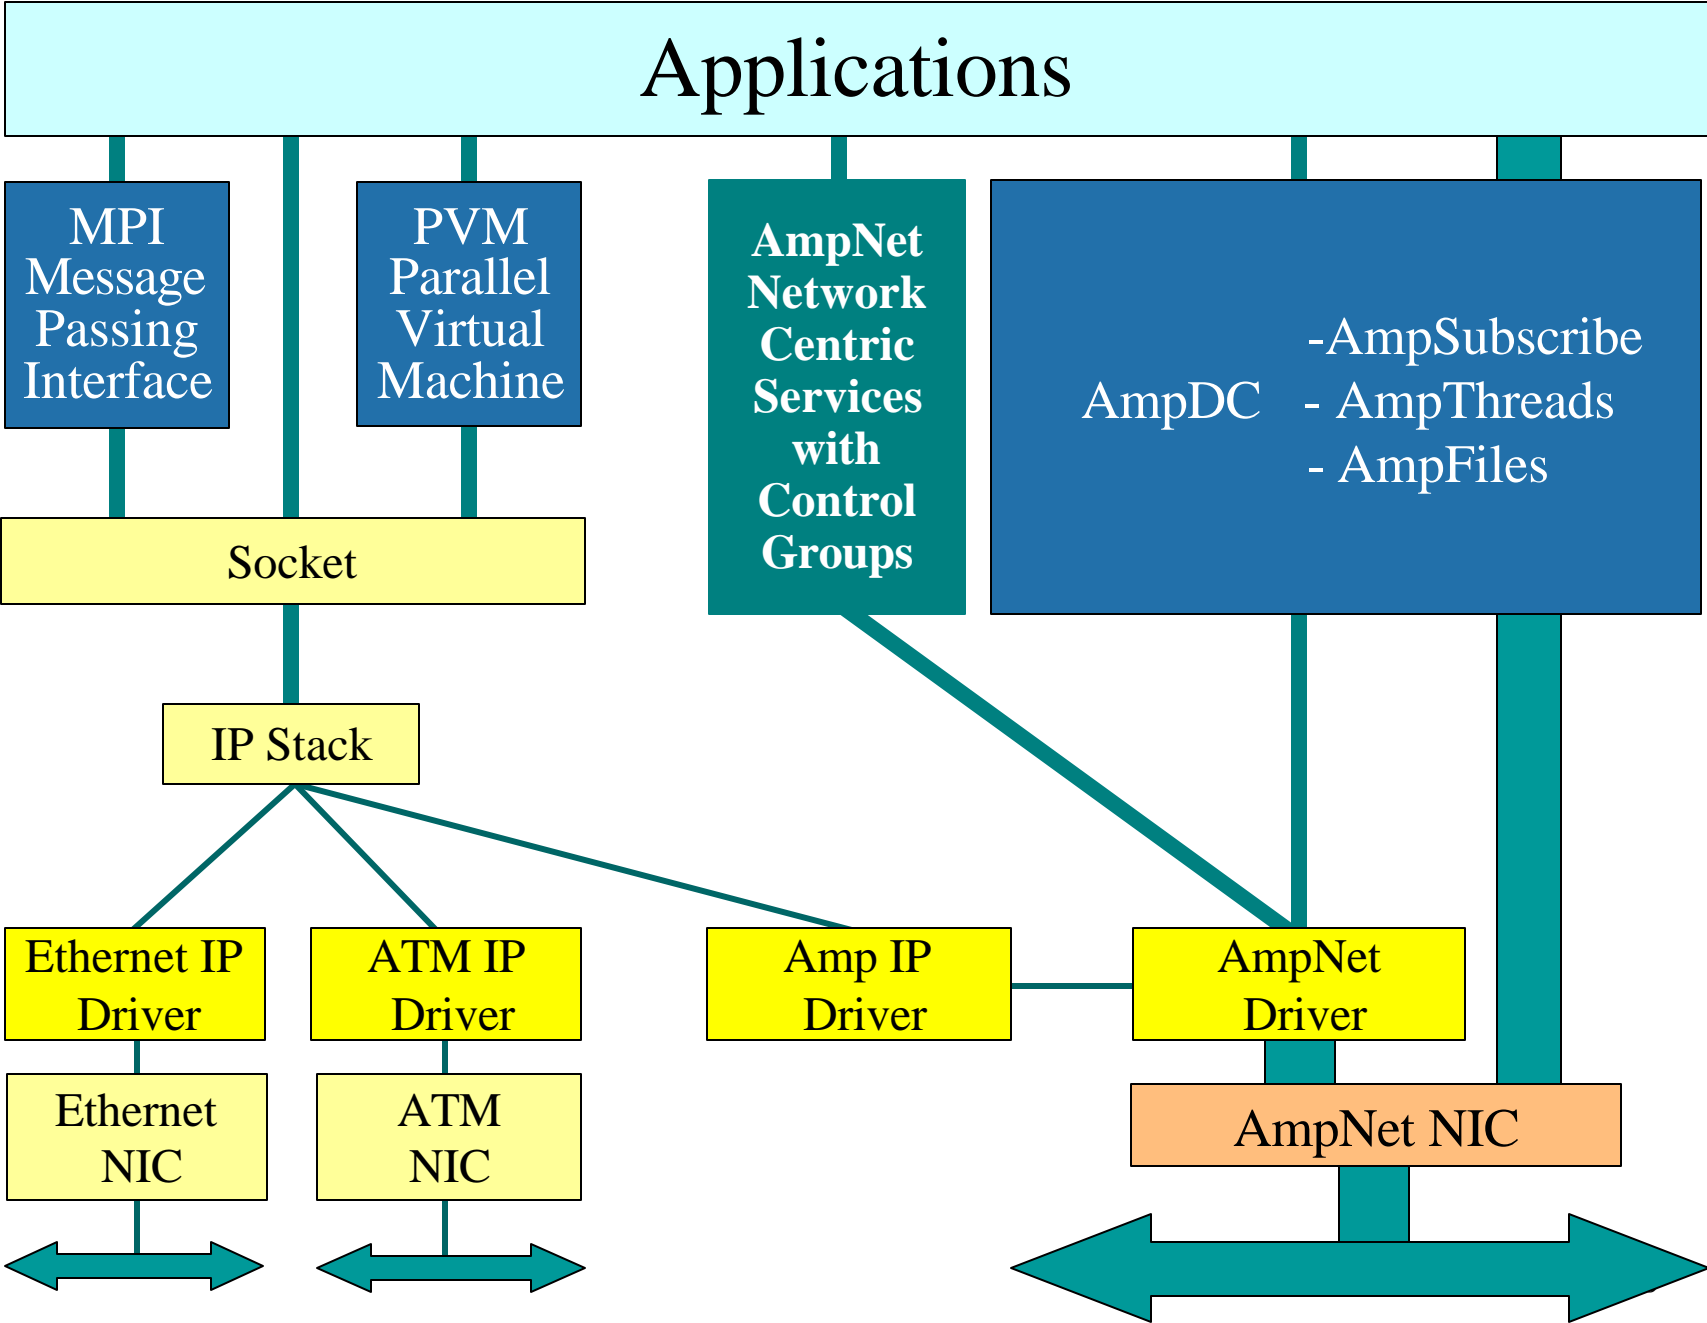 Applications
MPI
Message
Passing
Interface
PVM
Parallel
Virtual
Machine
AmpNet
Network
Centric
Services
with
Control
Groups
-AmpSubscribe
AmpDC - AmpThreads
- AmpFiles
Socket
IP Stack
Ethernet IP
Driver
ATM IP
Driver
Amp IP
Driver
AmpNet
Driver
Ethernet
NIC
ATM
NIC
AmpNet NIC